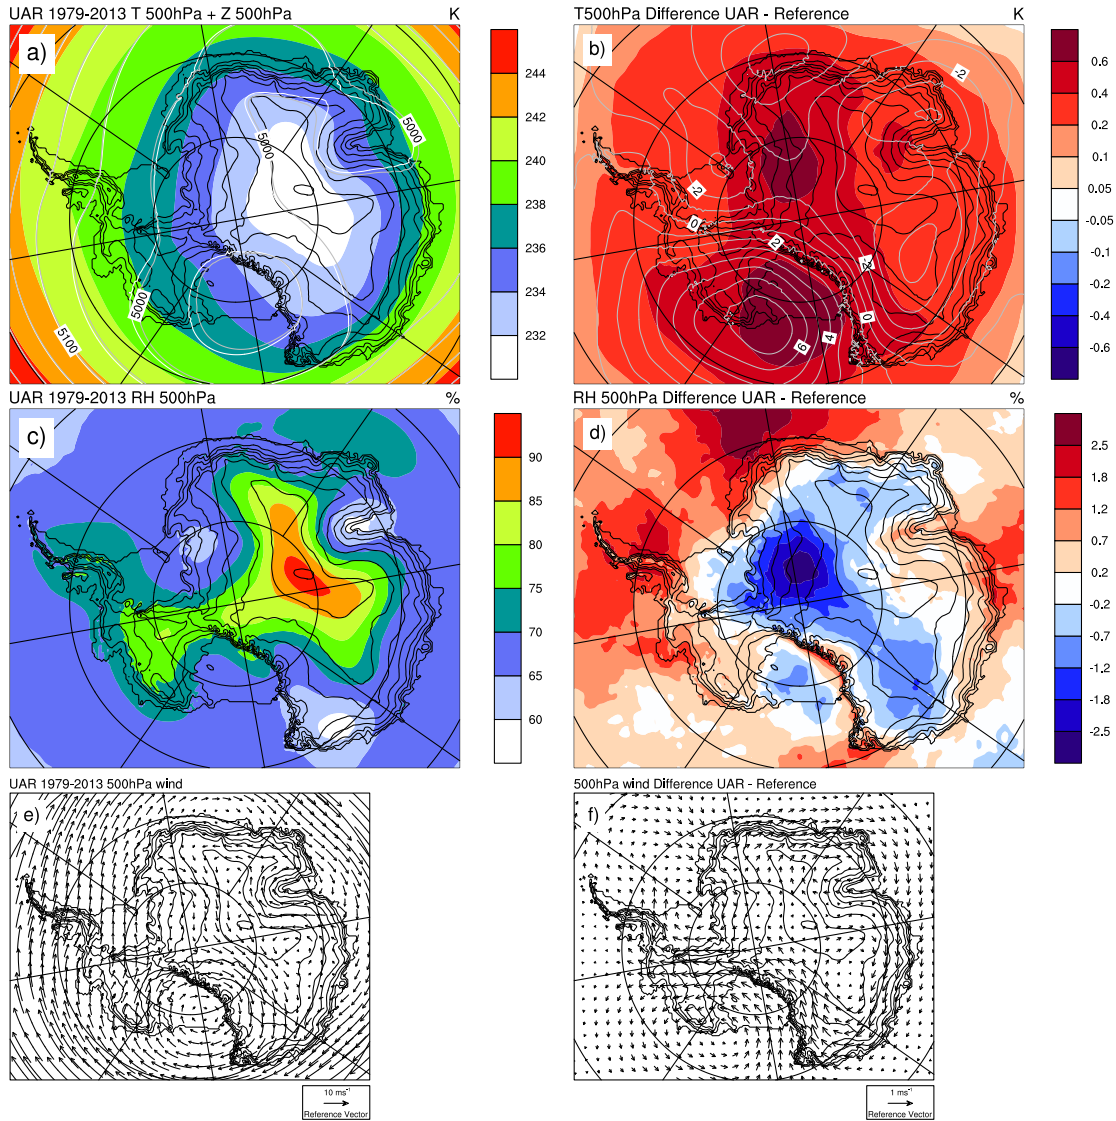 UAR 1979-2013 T 500hPa + Z 500hPa K
a)
5000
5000
5000
5100
244
242
240
238
236
234
232
T500hPa Difference UAR - Reference K
b)
-2
-2
0
2
-2
0
4
6
0.6
0.4
0.2
0.1
0.05
-0.05
-0.1
-0.2
-0.4
-0.6
UAR 1979-2013 RH 500hPa %
c)
90
85
80
75
70
65
60
RH 500hPa Difference UAR - Reference %
d)
2.5
1.8
1.2
0.7
0.2
-0.2
-0.7
-1.2
-1.8
-2.5
UAR 1979-2013 500hPa wind
e)
10 ms⁻¹
Reference Vector
500hPa wind Difference UAR - Reference
f)
1 ms⁻¹
Reference Vector